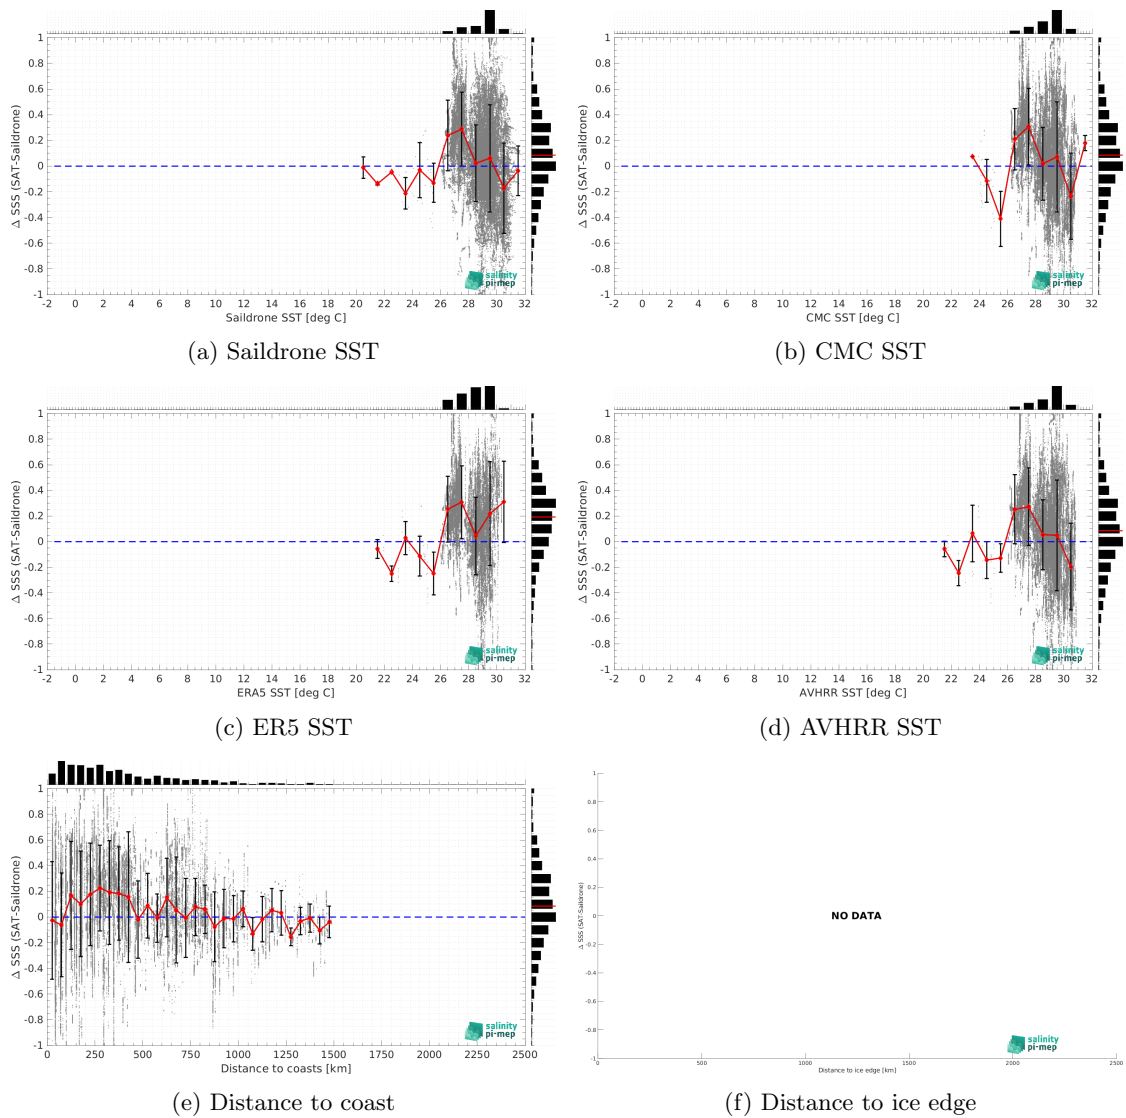 1
0.8
0.6
0.4
0.2
0
-0.2
-0.4
-0.6
-0.8
-1
Δ SSS (SAT-Saildrone)
-2 0 2 4 6 8 10 12 14 16 18 20 22 24 26 28 30 32
Saildrone SST [deg C]
salinity
pi-mep
(a) Saildrone SST
1
0.8
0.6
0.4
0.2
0
-0.2
-0.4
-0.6
-0.8
-1
Δ SSS (SAT-Saildrone)
-2 0 2 4 6 8 10 12 14 16 18 20 22 24 26 28 30 32
CMC SST [deg C]
salinity
pi-mep
(b) CMC SST
1
0.8
0.6
0.4
0.2
0
-0.2
-0.4
-0.6
-0.8
-1
Δ SSS (SAT-Saildrone)
-2 0 2 4 6 8 10 12 14 16 18 20 22 24 26 28 30 32
ERA5 SST [deg C]
salinity
pi-mep
(c) ER5 SST
1
0.8
0.6
0.4
0.2
0
-0.2
-0.4
-0.6
-0.8
-1
Δ SSS (SAT-Saildrone)
-2 0 2 4 6 8 10 12 14 16 18 20 22 24 26 28 30 32
AVHRR SST [deg C]
salinity
pi-mep
(d) AVHRR SST
1
0.8
0.6
0.4
0.2
0
-0.2
-0.4
-0.6
-0.8
-1
Δ SSS (SAT-Saildrone)
0 250 500 750 1000 1250 1500 1750 2000 2250 2500
Distance to coasts [km]
salinity
pi-mep
(e) Distance to coast
1
0.8
0.6
0.4
0.2
0
-0.2
-0.4
-0.6
-0.8
-1
Δ SSS (SAT-Saildrone)
NO DATA
0 500 1000 1500 2000 2500
Distance to ice edge [km]
salinity
pi-mep
(f) Distance to ice edge